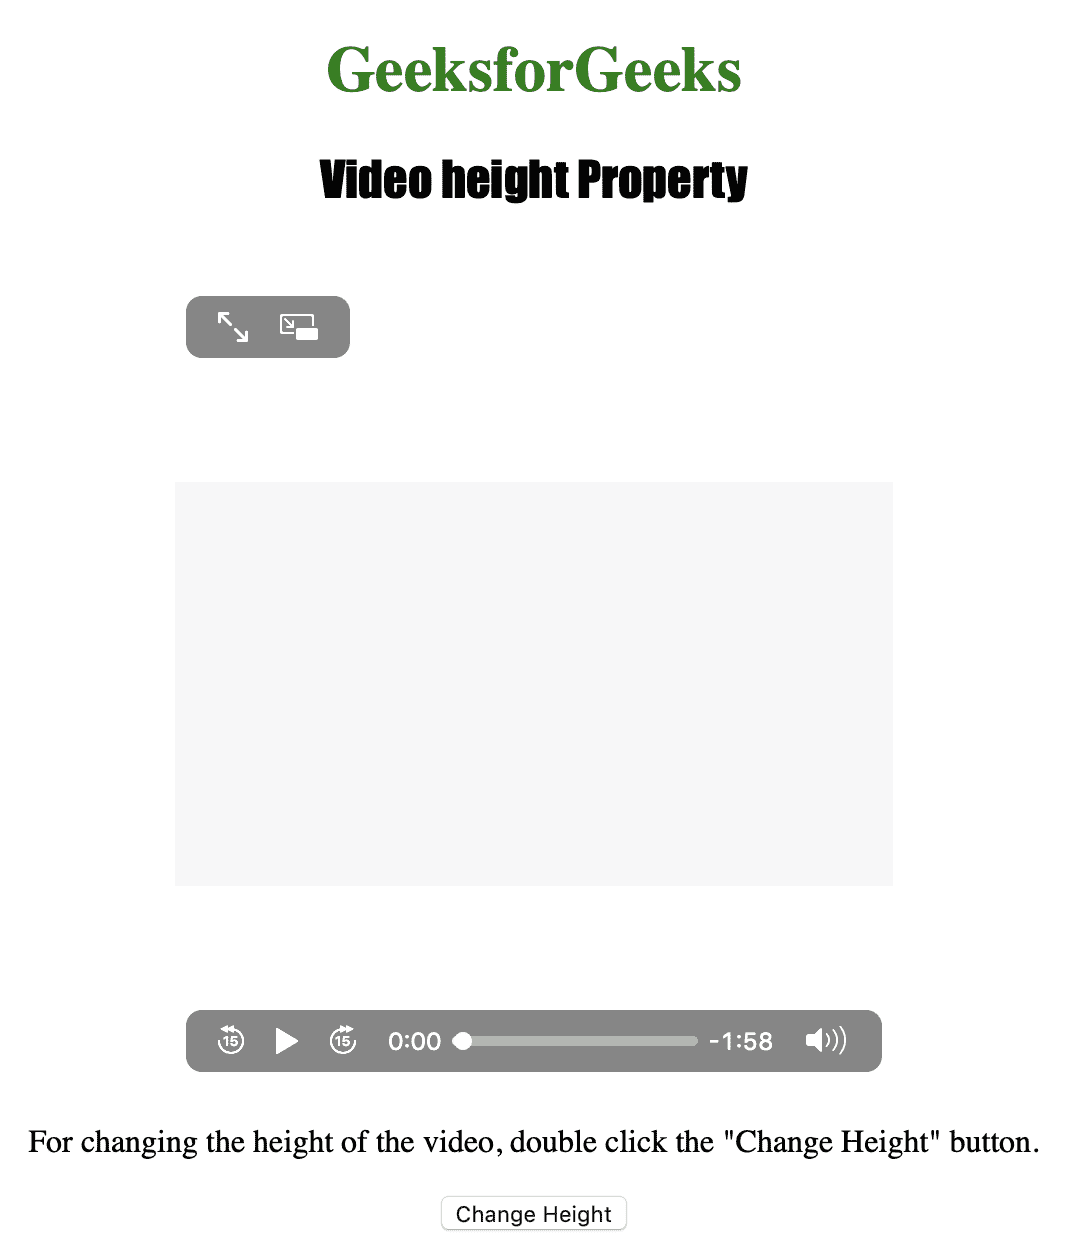 GeeksforGeeks
Video height Property
15 15 0:00 -1:58
For changing the height of the video, double click the "Change Height" button.
Change Height